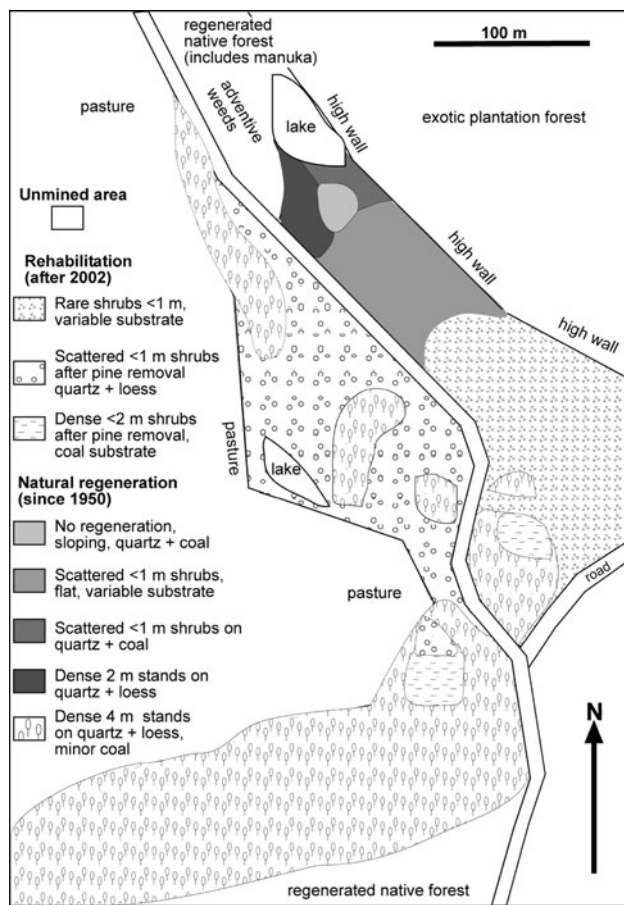 regenerated
native forest
(includes manuka)
100 m
pasture
adventive
weeds
lake
high wall
exotic plantation forest
Unmined area
Rehabilitation
(after 2002)
Rare shrubs <1 m,
variable substrate
Scattered <1 m shrubs
after pine removal
quartz + loess
Dense <2 m shrubs
after pine removal,
coal substrate
high wall
high wall
pasture
lake
Natural regeneration
(since 1950)
No regeneration,
sloping, quartz + coal
Scattered <1 m shrubs,
flat, variable substrate
Scattered <1 m shrubs on
quartz + coal
Dense 2 m stands on
quartz + loess
Dense 4 m stands
on quartz + loess,
minor coal
pasture
road
N
regenerated native forest